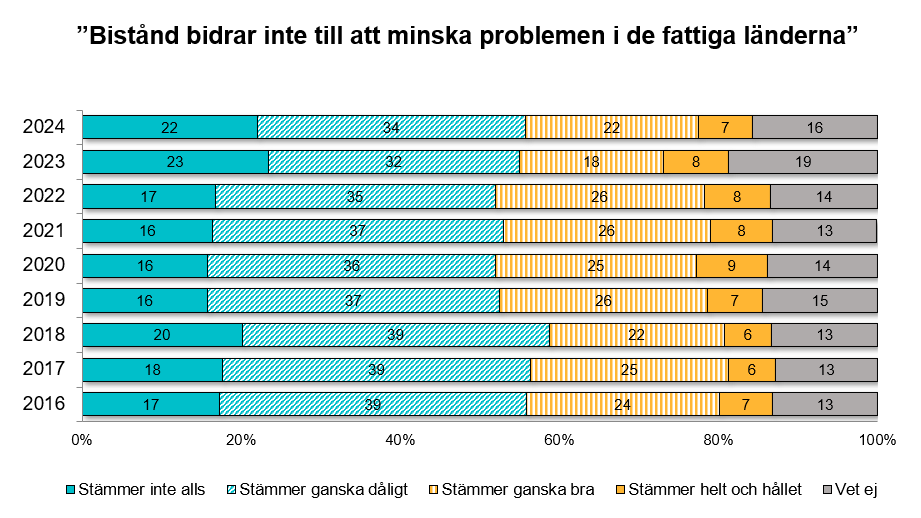 ”Bistånd bidrar inte till att minska problemen i de fattiga länderna”
2024 22 34 22 7 16
2023 23 32 18 8 19
2022 17 35 26 8 14
2021 16 37 26 8 13
2020 16 36 25 9 14
2019 16 37 26 7 15
2018 20 39 22 6 13
2017 18 39 25 6 13
2016 17 39 24 7 13
0% 20% 40% 60% 80% 100%
Stämmer inte alls Stämmer ganska dåligt Stämmer ganska bra Stämmer helt och hållet Vet ej